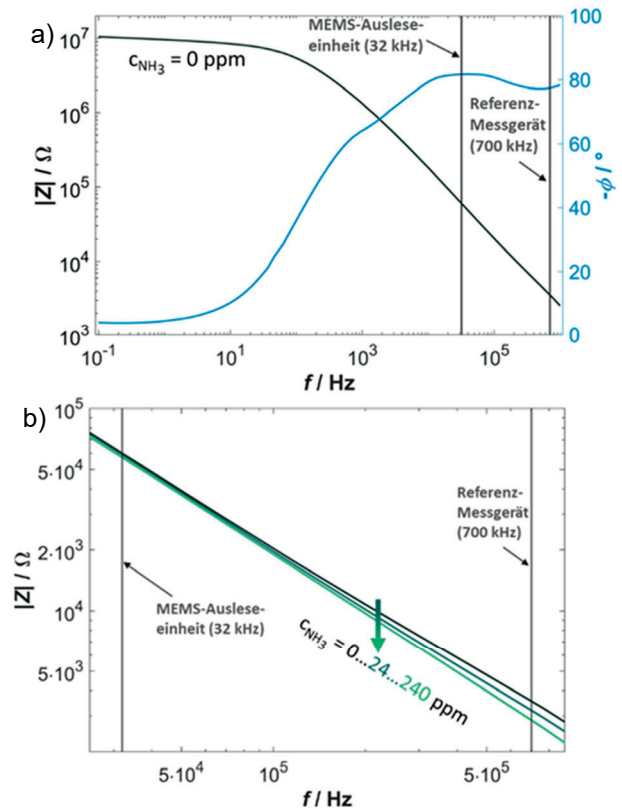 a)
10⁷
10⁶
10⁵
10⁴
10³
|Z| / Ω
c_NH₃ = 0 ppm
MEMS-Auslese-
einheit (32 kHz)
Referenz-
Messgerät
(700 kHz)
100
80
60
40
20
0
-ϕ / °
10⁻¹
10¹
10³
10⁵
f / Hz
b)
10⁵
5·10⁴
2·10³
10⁴
5·10³
|Z| / Ω
Referenz-
Messgerät
(700 kHz)
MEMS-Auslese-
einheit (32 kHz)
c_NH₃ = 0...24...240 ppm
5·10⁴
10⁵
5·10⁵
f / Hz